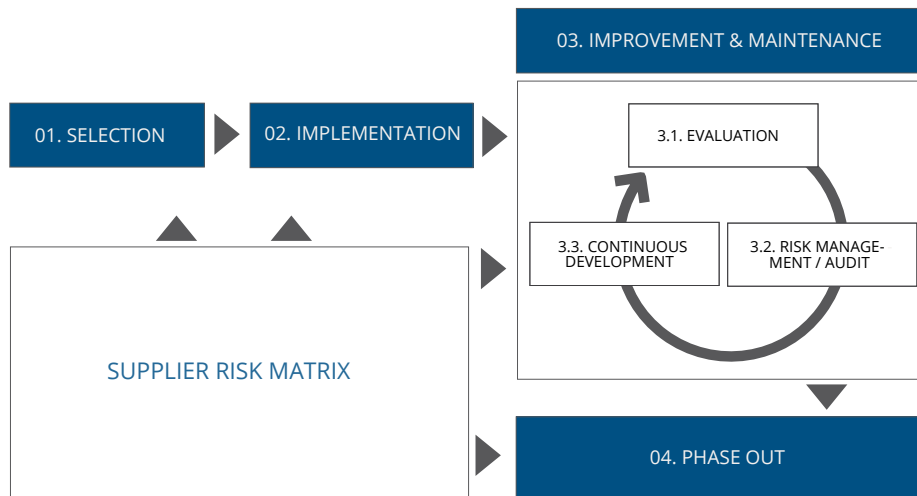 03. IMPROVEMENT & MAINTENANCE
01. SELECTION
02. IMPLEMENTATION
3.1. EVALUATION
3.3. CONTINUOUS
DEVELOPMENT
3.2. RISK MANAGE-
MENT / AUDIT
SUPPLIER RISK MATRIX
04. PHASE OUT